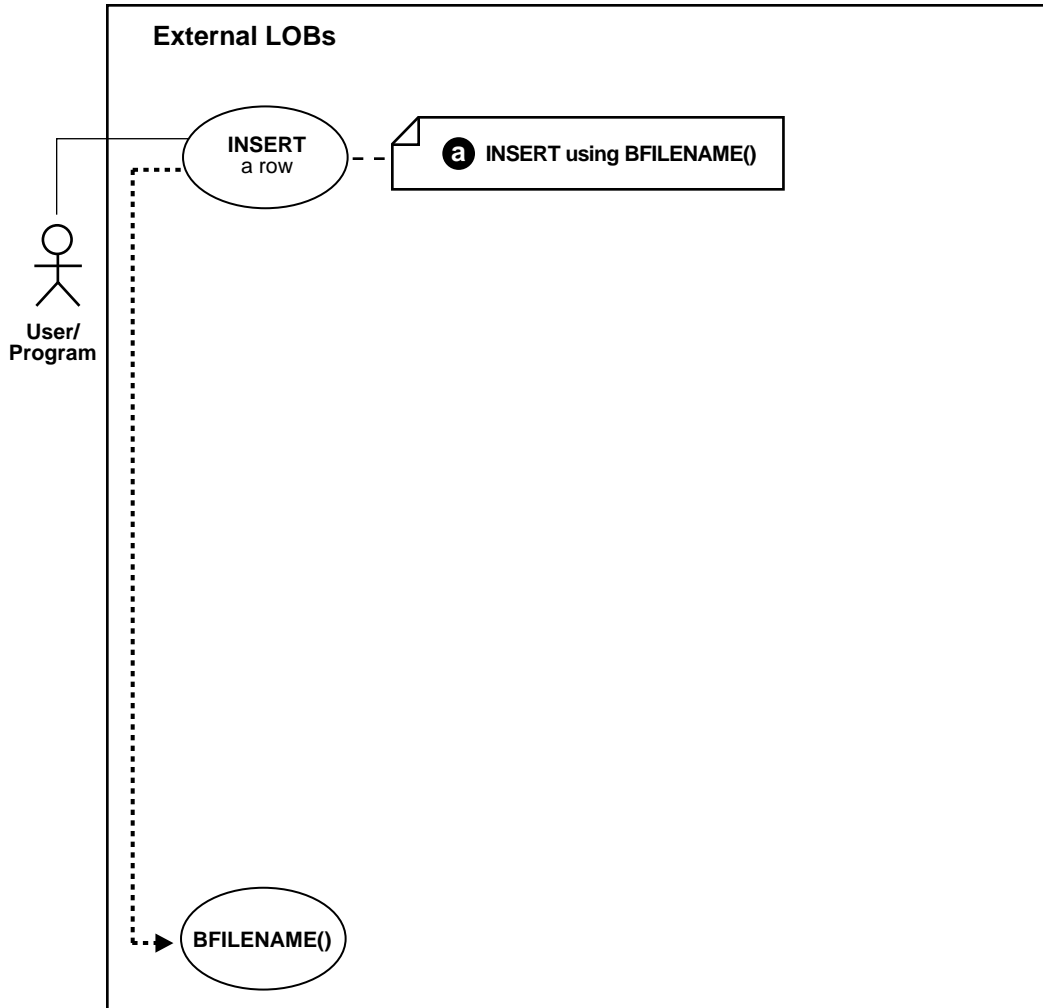 External LOBs
INSERT
a row
a INSERT using BFILENAME()
User/
Program
BFILENAME()